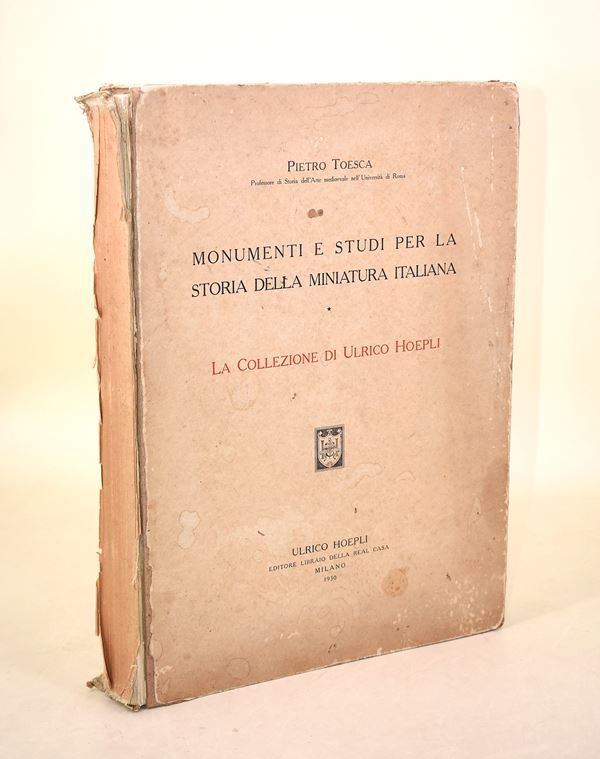 PIETRO TOESCA
Professore di Storia dell'Arte medioevale nell'Università di Roma
MONUMENTI E STUDI PER LA
STORIA DELLA MINIATURA ITALIANA
*
LA COLLEZIONE DI ULRICO HOEPLI
ULRICO HOEPLI
EDITORE LIBRAIO DELLA REAL CASA
MILANO
1930